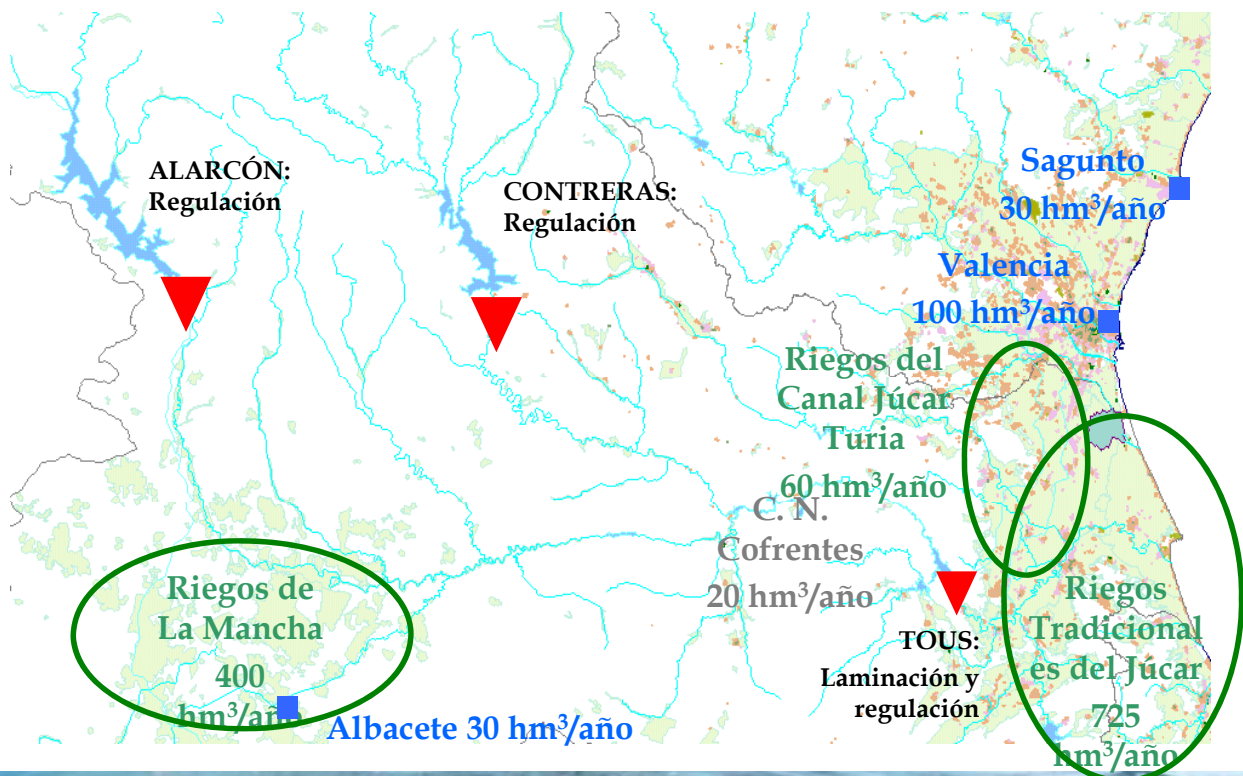 ALARCÓN:
Regulación
CONTRERAS:
Regulación
Sagunto
30 hm³/año
Valencia
100 hm³/año
Riegos del
Canal Júcar
Turia
60 hm³/año
C. N.
Cofrentes
20 hm³/año
TOUS:
Laminación y
regulación
Riegos
Tradicional
es del Júcar
725
hm³/año
Riegos de
La Mancha
400
hm³/año
Albacete 30 hm³/año